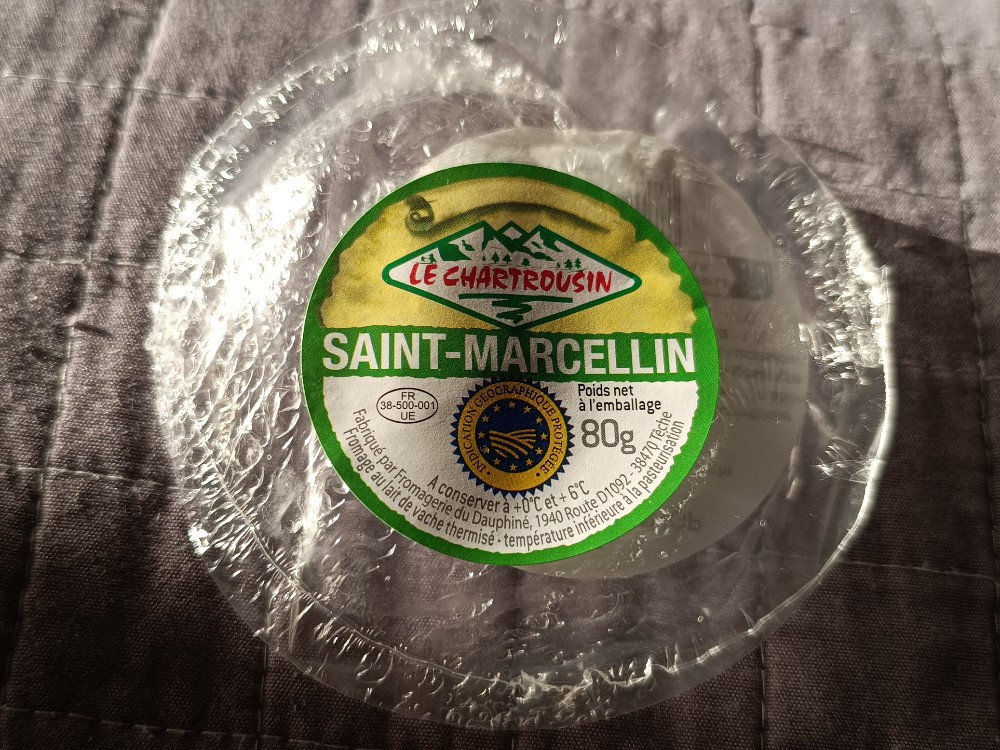 LE CHARTROUSIN
SAINT-MARCELLIN
FR
38-500-001
UE
INDICATION GÉOGRAPHIQUE PROTÉGÉE
Poids net
à l'emballage
80g
A conserver à +0°C et + 6°C
Fabriqué par Fromagerie du Dauphiné, 1940 Route D1092 - 38470 Têche
Fromage au lait de vache thermisé - température inférieure à la pasteurisation